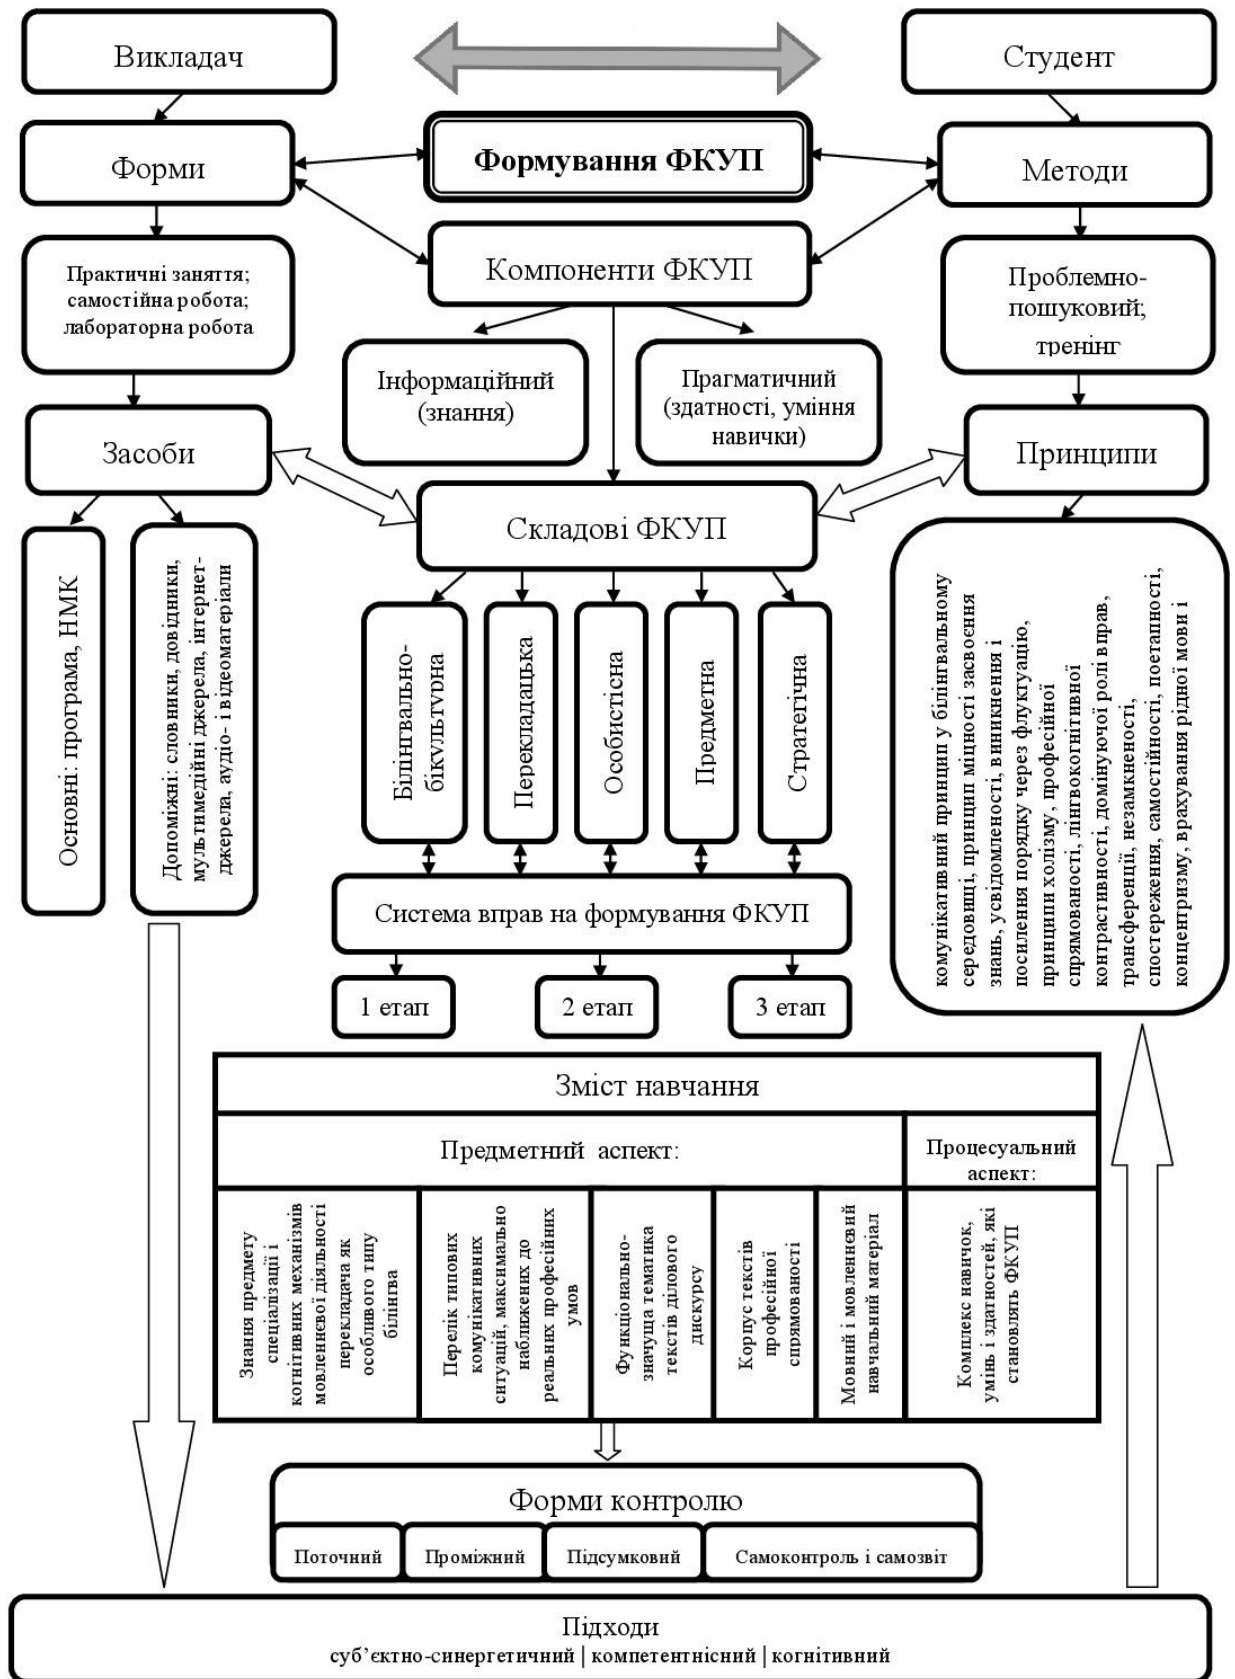 Викладач
Студент
Формування ФКУП
Форми
Методи
Компоненти ФКУП
Практичні заняття;
самостійна робота;
лабораторна робота
Проблемно-
пошуковий;
тренінг
Інформаційний
(знання)
Прагматичний
(здатності, уміння
навички)
Засоби
Принципи
Складові ФКУП
Основні: програма, НМК
Допоміжні: словники, довідники,
мультимедійні джерела, інтернет-
джерела, аудіо- і відеоматеріали
Білінгвально-
бікультурна
Перекладацька
Особистісна
Предметна
Стратегічна
комунікативний принцип у білінгвальному
середовищі, принцип міцності засвоєння
знань, усвідомленості, виникнення і
посилення порядку через флуктуацію,
принципи холізму, професійної
спрямованості, лінгвокогнітивної
контрастивності, домінуючої ролі вправ,
трансференції, незамкненості,
спостереження, самостійності, поетапності,
концентризму, врахування рідної мови і
Система вправ на формування ФКУП
1 етап
2 етап
3 етап
Зміст навчання
Предметний аспект:
Процесуальний
аспект:
Знання предмету
спеціалізації і
когнітивних механізмів
мовленнєвої діяльності
перекладача як
особливого типу
білінгва
Перелік типових
комунікативних
ситуацій, максимально
наближених до
реальних професійних
умов
Функціонально-
значуща тематика
текстів ділового
дискурсу
Корпус текстів
професійної
спрямованості
Мовний і мовленнєвий
навчальний матеріал
Комплекс навичок,
умінь і здатностей, які
становлять ФКУП
Форми контролю
Поточний
Проміжний
Підсумковий
Самоконтроль і самозвіт
Підходи
суб’єктно-синергетичний | компетентнісний | когнітивний